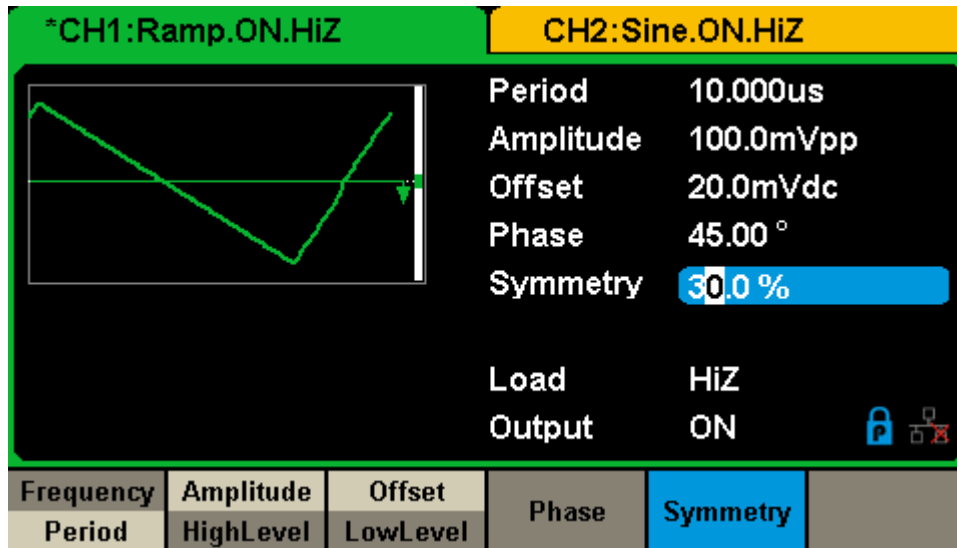 *CH1:Ramp.ON.HiZ
CH2:Sine.ON.HiZ
Period 10.000us
Amplitude 100.0mVpp
Offset 20.0mVdc
Phase 45.00 °
Symmetry 30.0 %
Load HiZ
Output ON
P
Frequency Amplitude Offset Phase Symmetry
Period HighLevel LowLevel